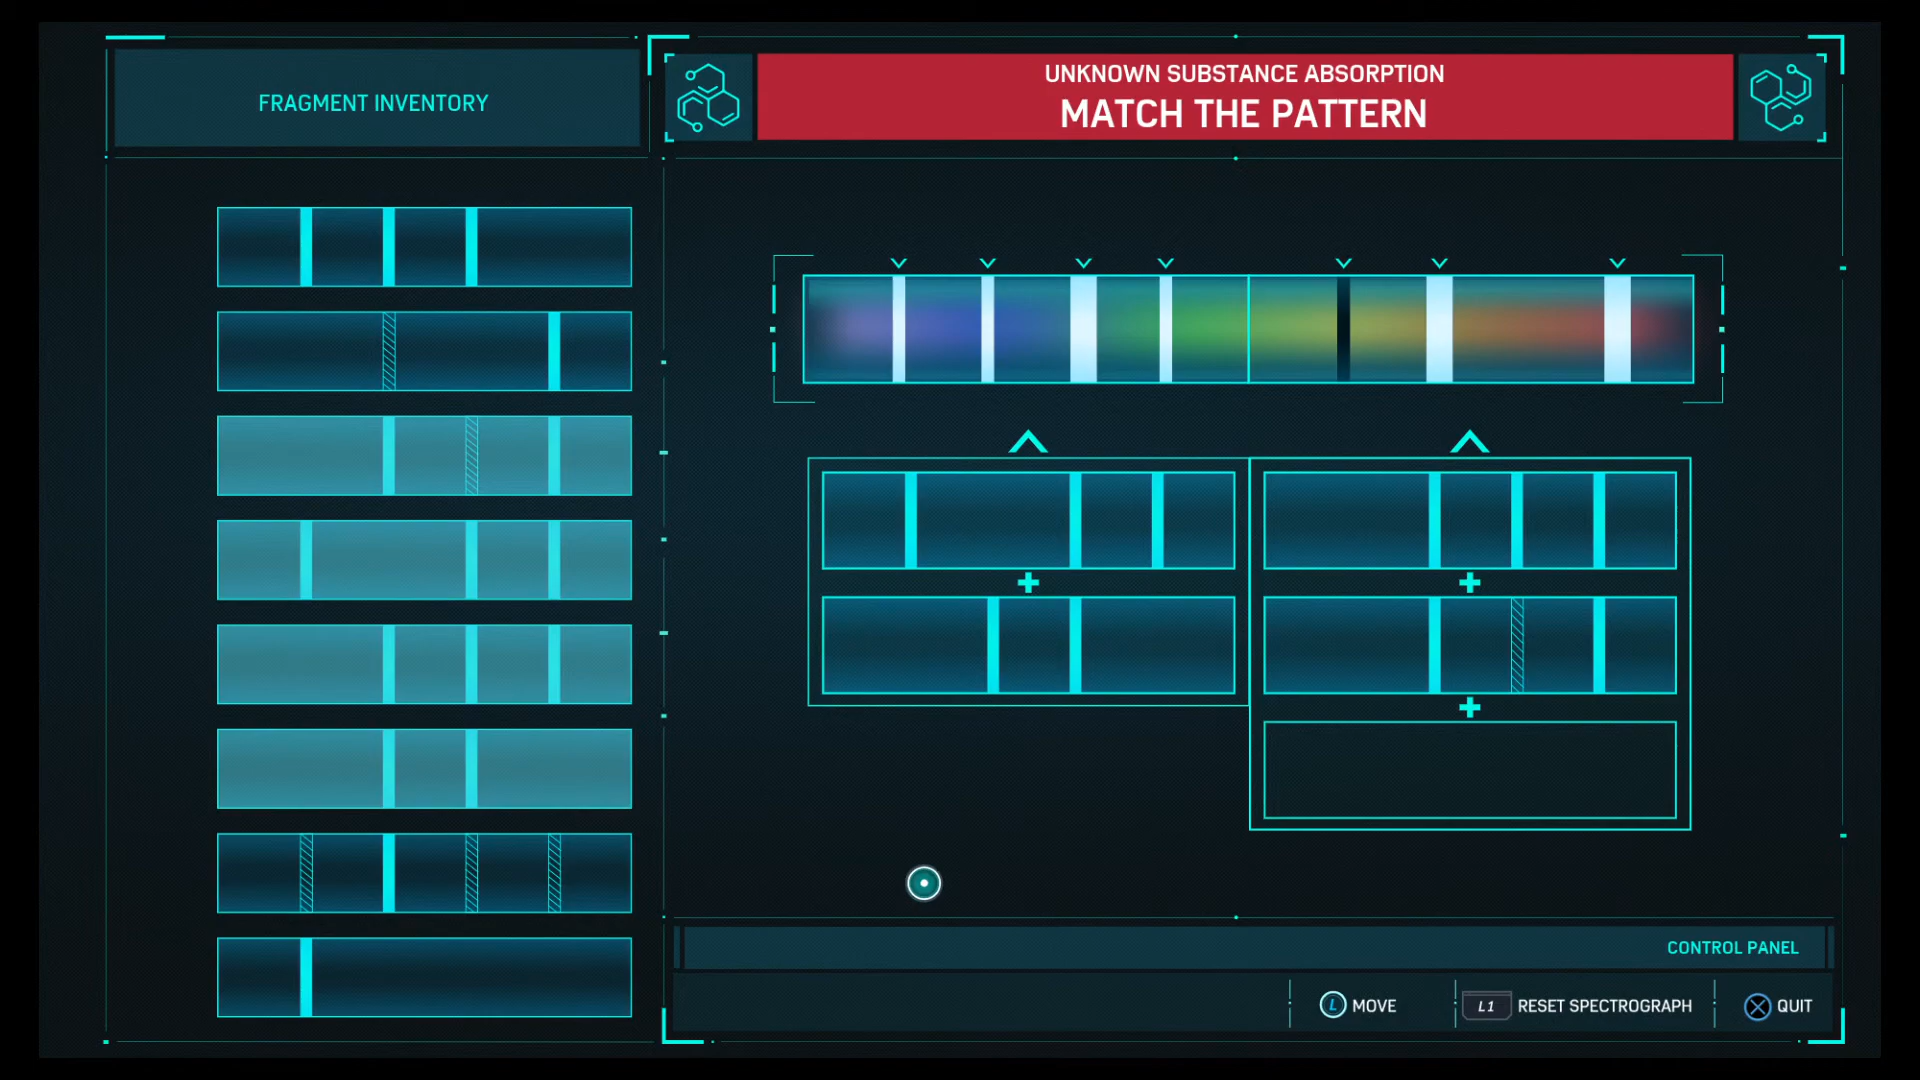 FRAGMENT INVENTORY
UNKNOWN SUBSTANCE ABSORPTION
MATCH THE PATTERN
CONTROL PANEL
L MOVE
L1 RESET SPECTROGRAPH
QUIT